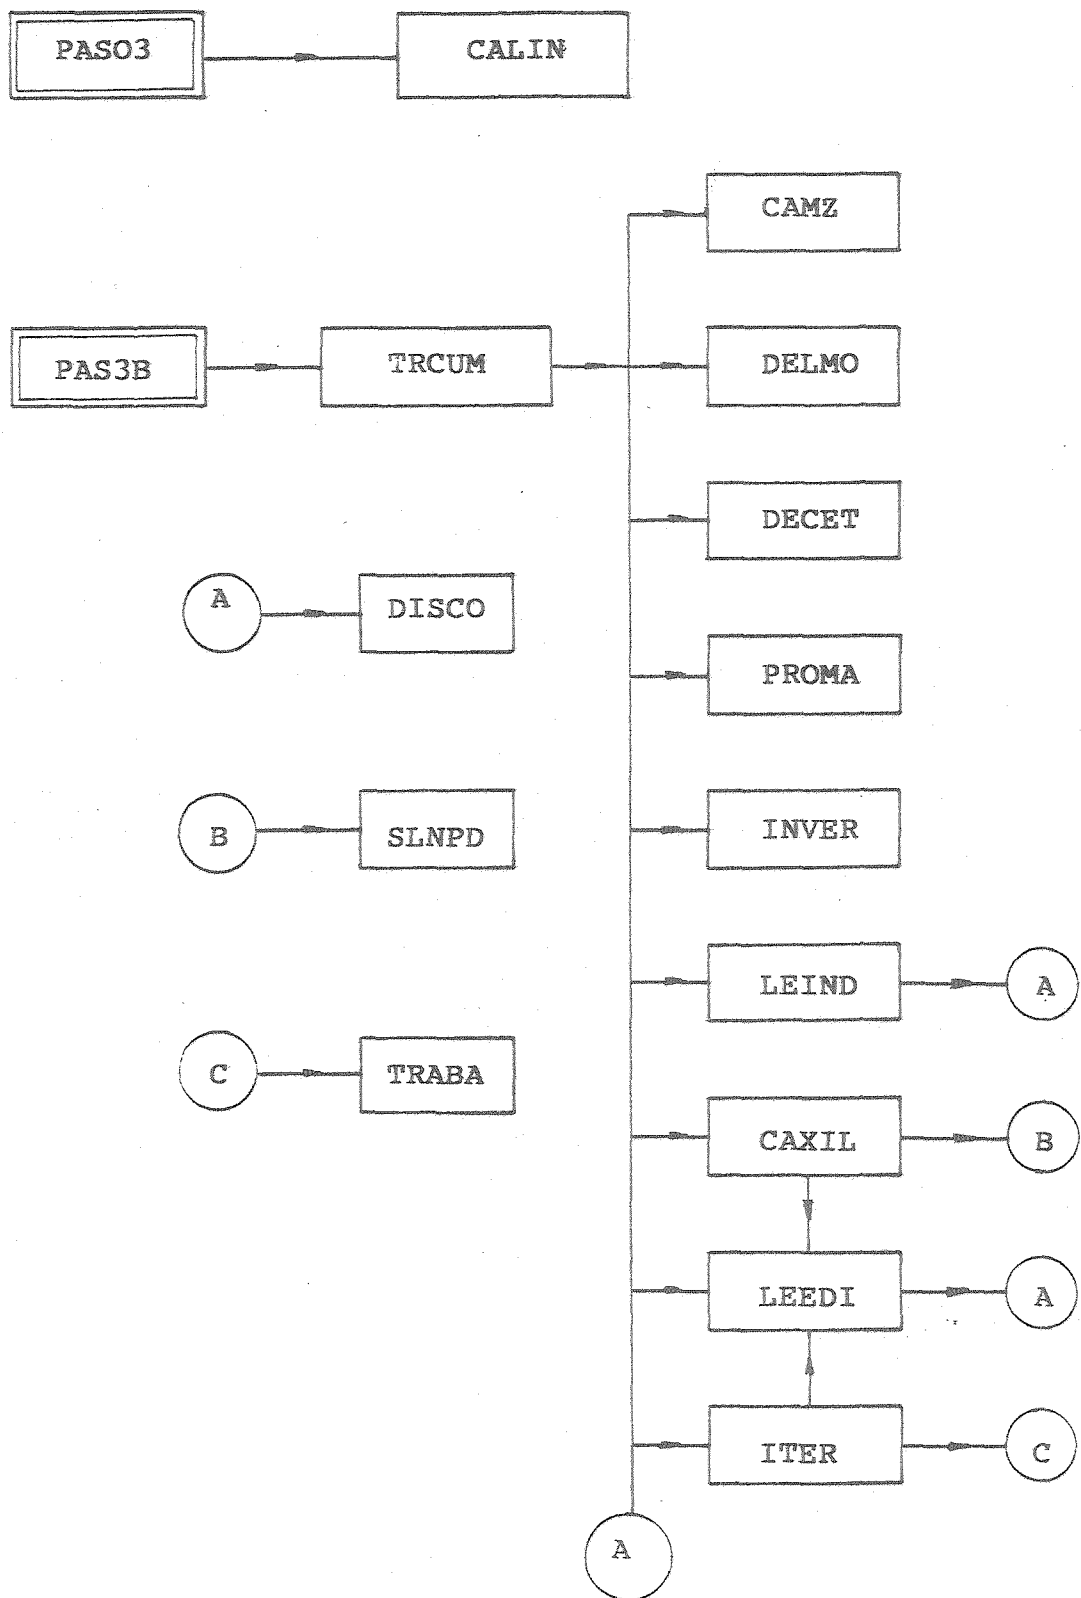 PASO3
CALIN
CAMZ
PAS3B
TRCUM
DELMO
DECET
A
DISCO
PROMA
B
SLNPD
INVER
LEIND
A
C
TRABA
CAXIL
B
LEEDI
A
ITER
C
A